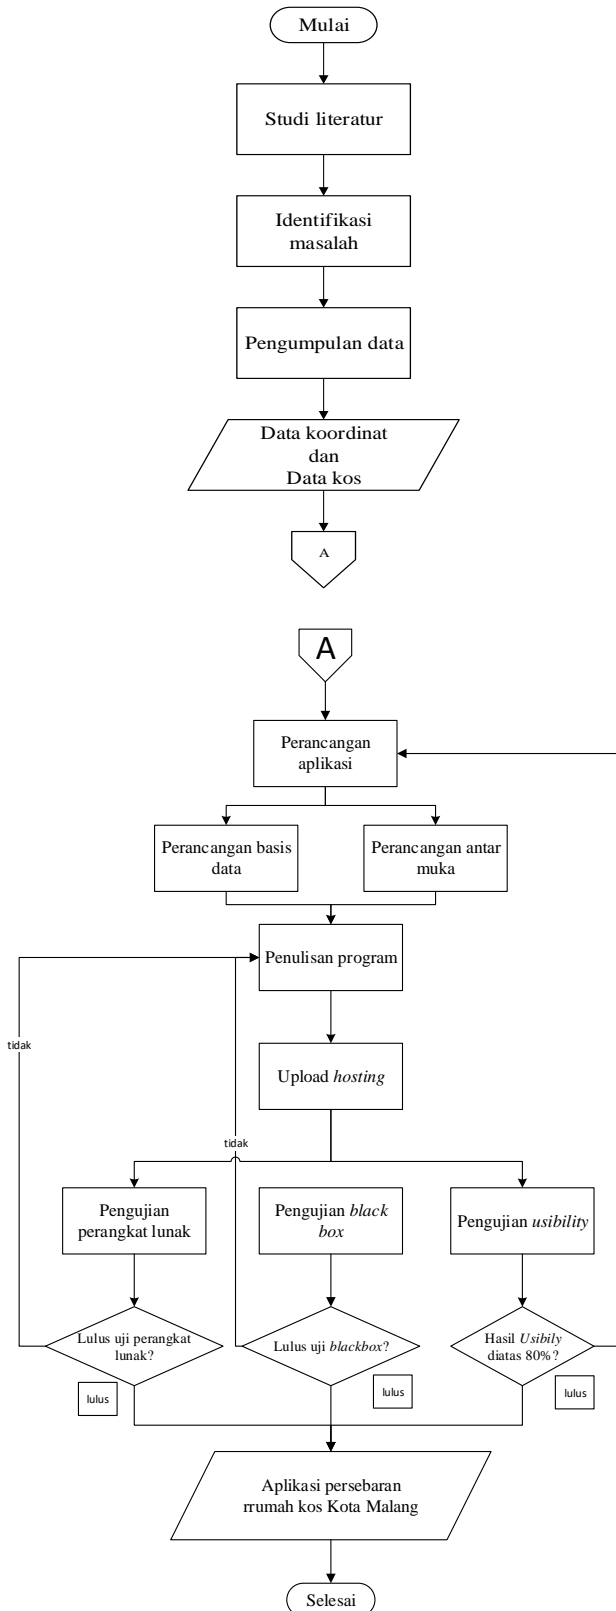 Mulai
Studi literatur
Identifikasi
masalah
Pengumpulan data
Data koordinat
dan
Data kos
A
A
Perancangan
aplikasi
Perancangan basis
data
Perancangan antar
muka
Penulisan program
tidak
Upload hosting
tidak
Pengujian
perangkat lunak
Pengujian black
box
Pengujian usibility
Lulus uji perangkat
lunak?
Lulus uji blackbox?
Hasil Usibily
diatas 80%?
lulus
lulus
lulus
Aplikasi persebaran
rrumah kos Kota Malang
Selesai